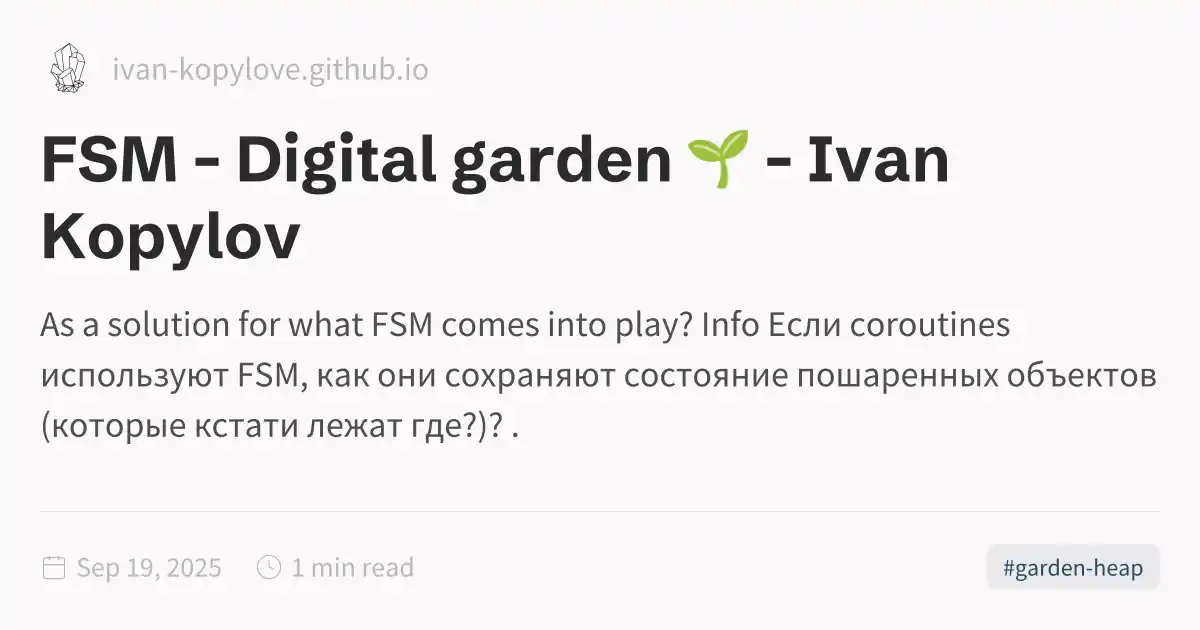 ivan-kopylove.github.io
FSM - Digital garden 🌱 - Ivan
Kopylov
As a solution for what FSM comes into play? Info Если coroutines
используют FSM, как они сохраняют состояние пошаренных объектов
(которые кстати лежат где?)? .
Sep 19, 2025 1 min read
#garden-heap